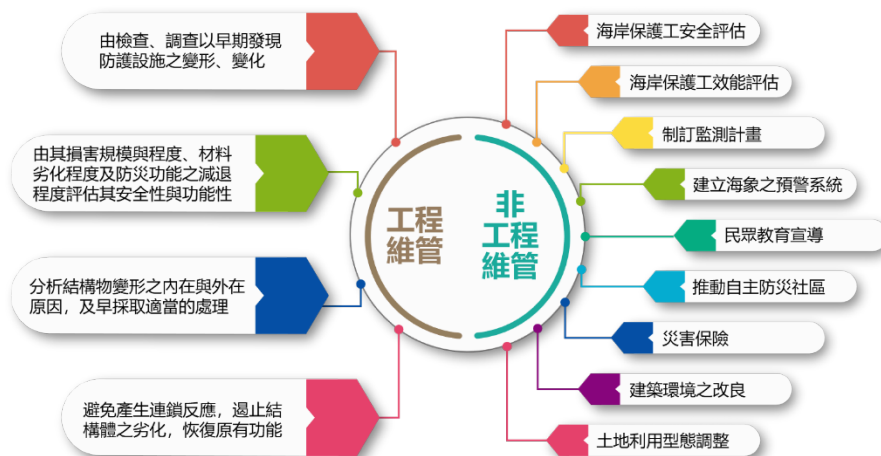 由檢查、調查以早期發現
防護設施之變形、變化
由其損害規模與程度、材料
劣化程度及防災功能之減退
程度評估其安全性與功能性
分析結構物變形之內在與外在
原因，及早採取適當的處理
避免產生連鎖反應，遏止結
構體之劣化，恢復原有功能
工程
維管
非
工程
維管
海岸保護工安全評估
海岸保護工效能評估
制訂監測計畫
建立海象之預警系統
民眾教育宣導
推動自主防災社區
災害保險
建築環境之改良
土地利用型態調整